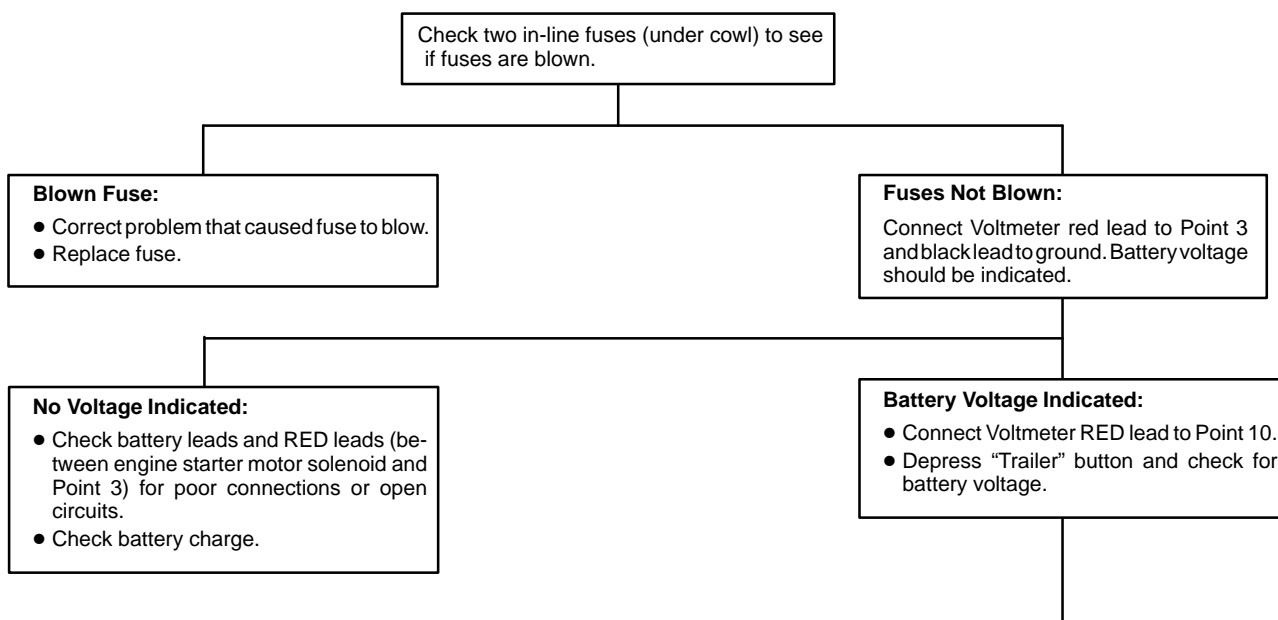 Check two in-line fuses (under cowl) to see
if fuses are blown.
Blown Fuse:
● Correct problem that caused fuse to blow.
● Replace fuse.
Fuses Not Blown:
Connect Voltmeter red lead to Point 3
and black lead to ground. Battery voltage
should be indicated.
No Voltage Indicated:
● Check battery leads and RED leads (be-
tween engine starter motor solenoid and
Point 3) for poor connections or open
circuits.
● Check battery charge.
Battery Voltage Indicated:
● Connect Voltmeter RED lead to Point 10.
● Depress “Trailer” button and check for
battery voltage.